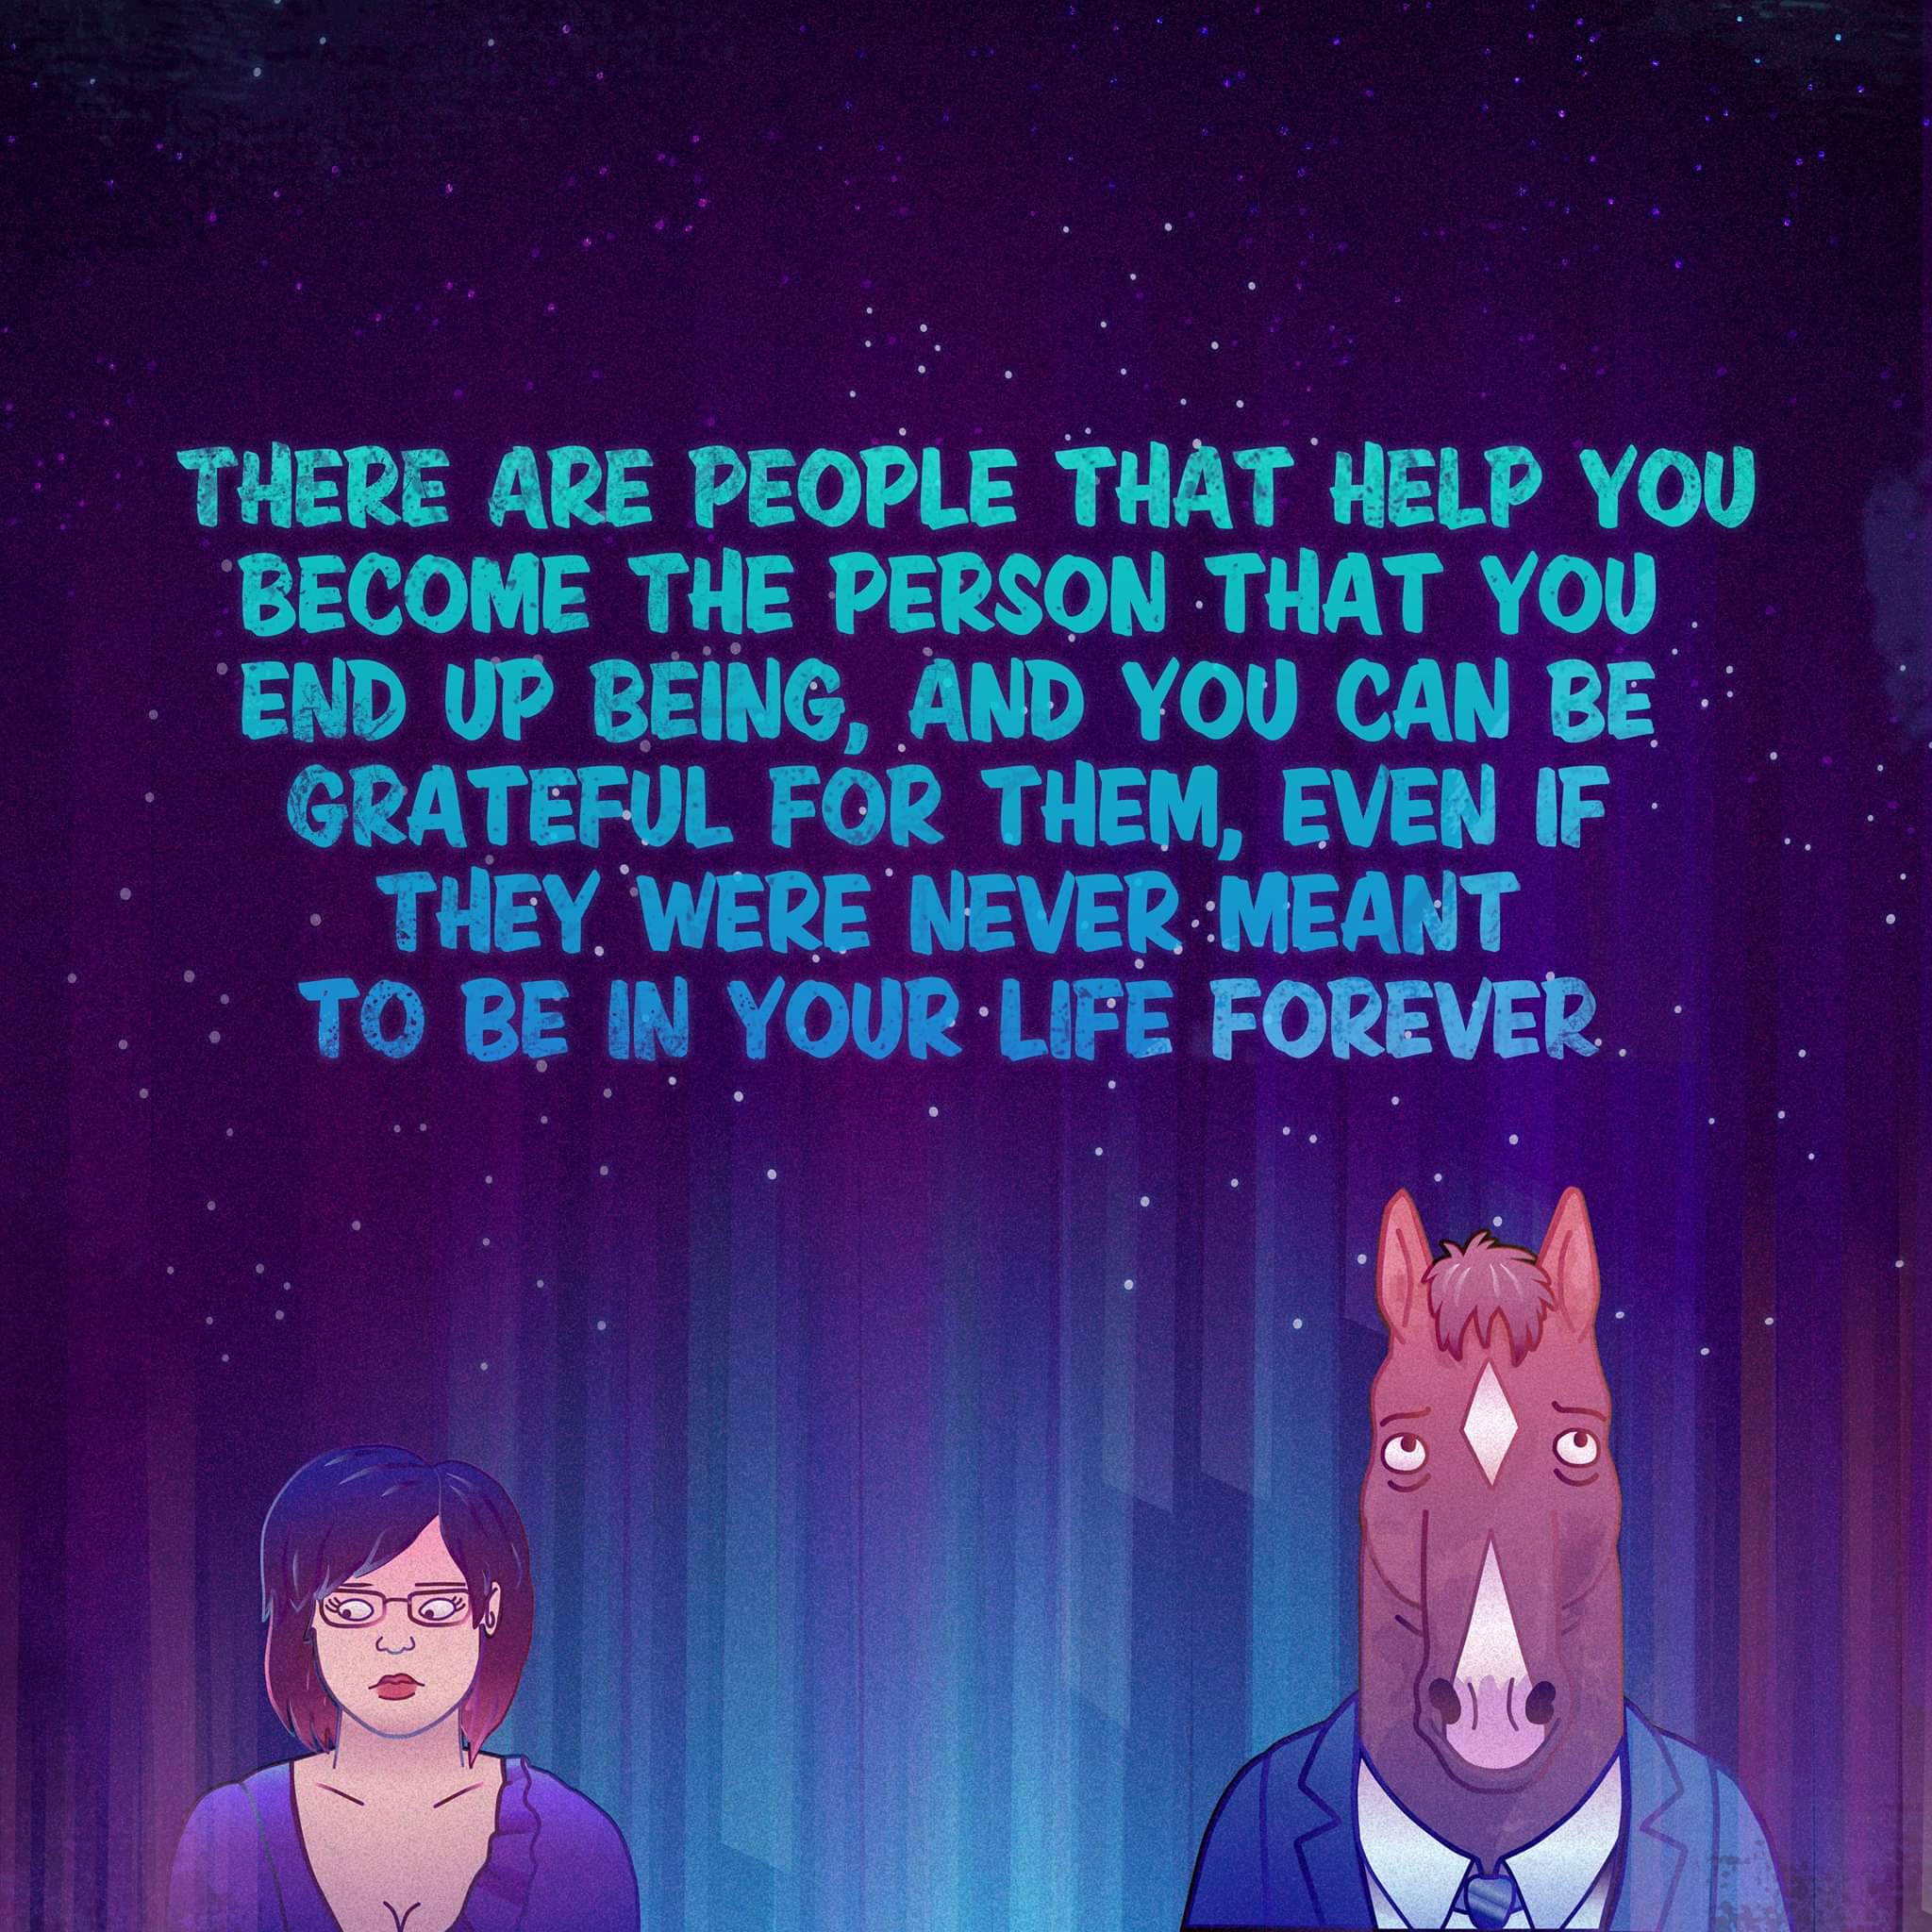 THERE ARE PEOPLE THAT HELP YOU
BECOME THE PERSON THAT YOU
END UP BEING, AND YOU CAN BE
GRATEFUL FOR THEM, EVEN IF
THEY WERE NEVER MEANT
TO BE IN YOUR LIFE FOREVER